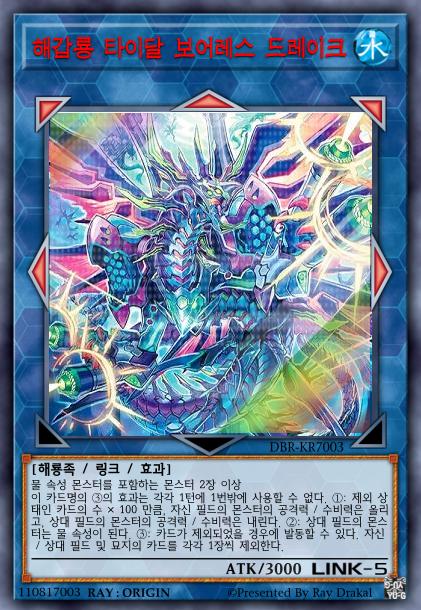 해갑룡 타이달 보어레스 드레이크
水
DBR-KR7003
[해룡족 / 링크 / 효과]
물 속성 몬스터를 포함하는 몬스터 2장 이상
이 카드명의 ③의 효과는 각각 1턴에 1번밖에 사용할 수 없다. ①: 제외 상
태인 카드의 수 × 100 만큼, 자신 필드의 몬스터의 공격력 / 수비력은 올리
고, 상대 필드의 몬스터의 공격력 / 수비력은 내린다. ②: 상대 필드의 몬스
터는 물 속성이 된다. ③: 카드가 제외되었을 경우에 발동할 수 있다. 자신
/ 상대 필드 및 묘지의 카드를 각각 1장씩 제외한다.
ATK/3000 LINK-5
110817003 RAY : ORIGIN ©Presented By Ray Drakal